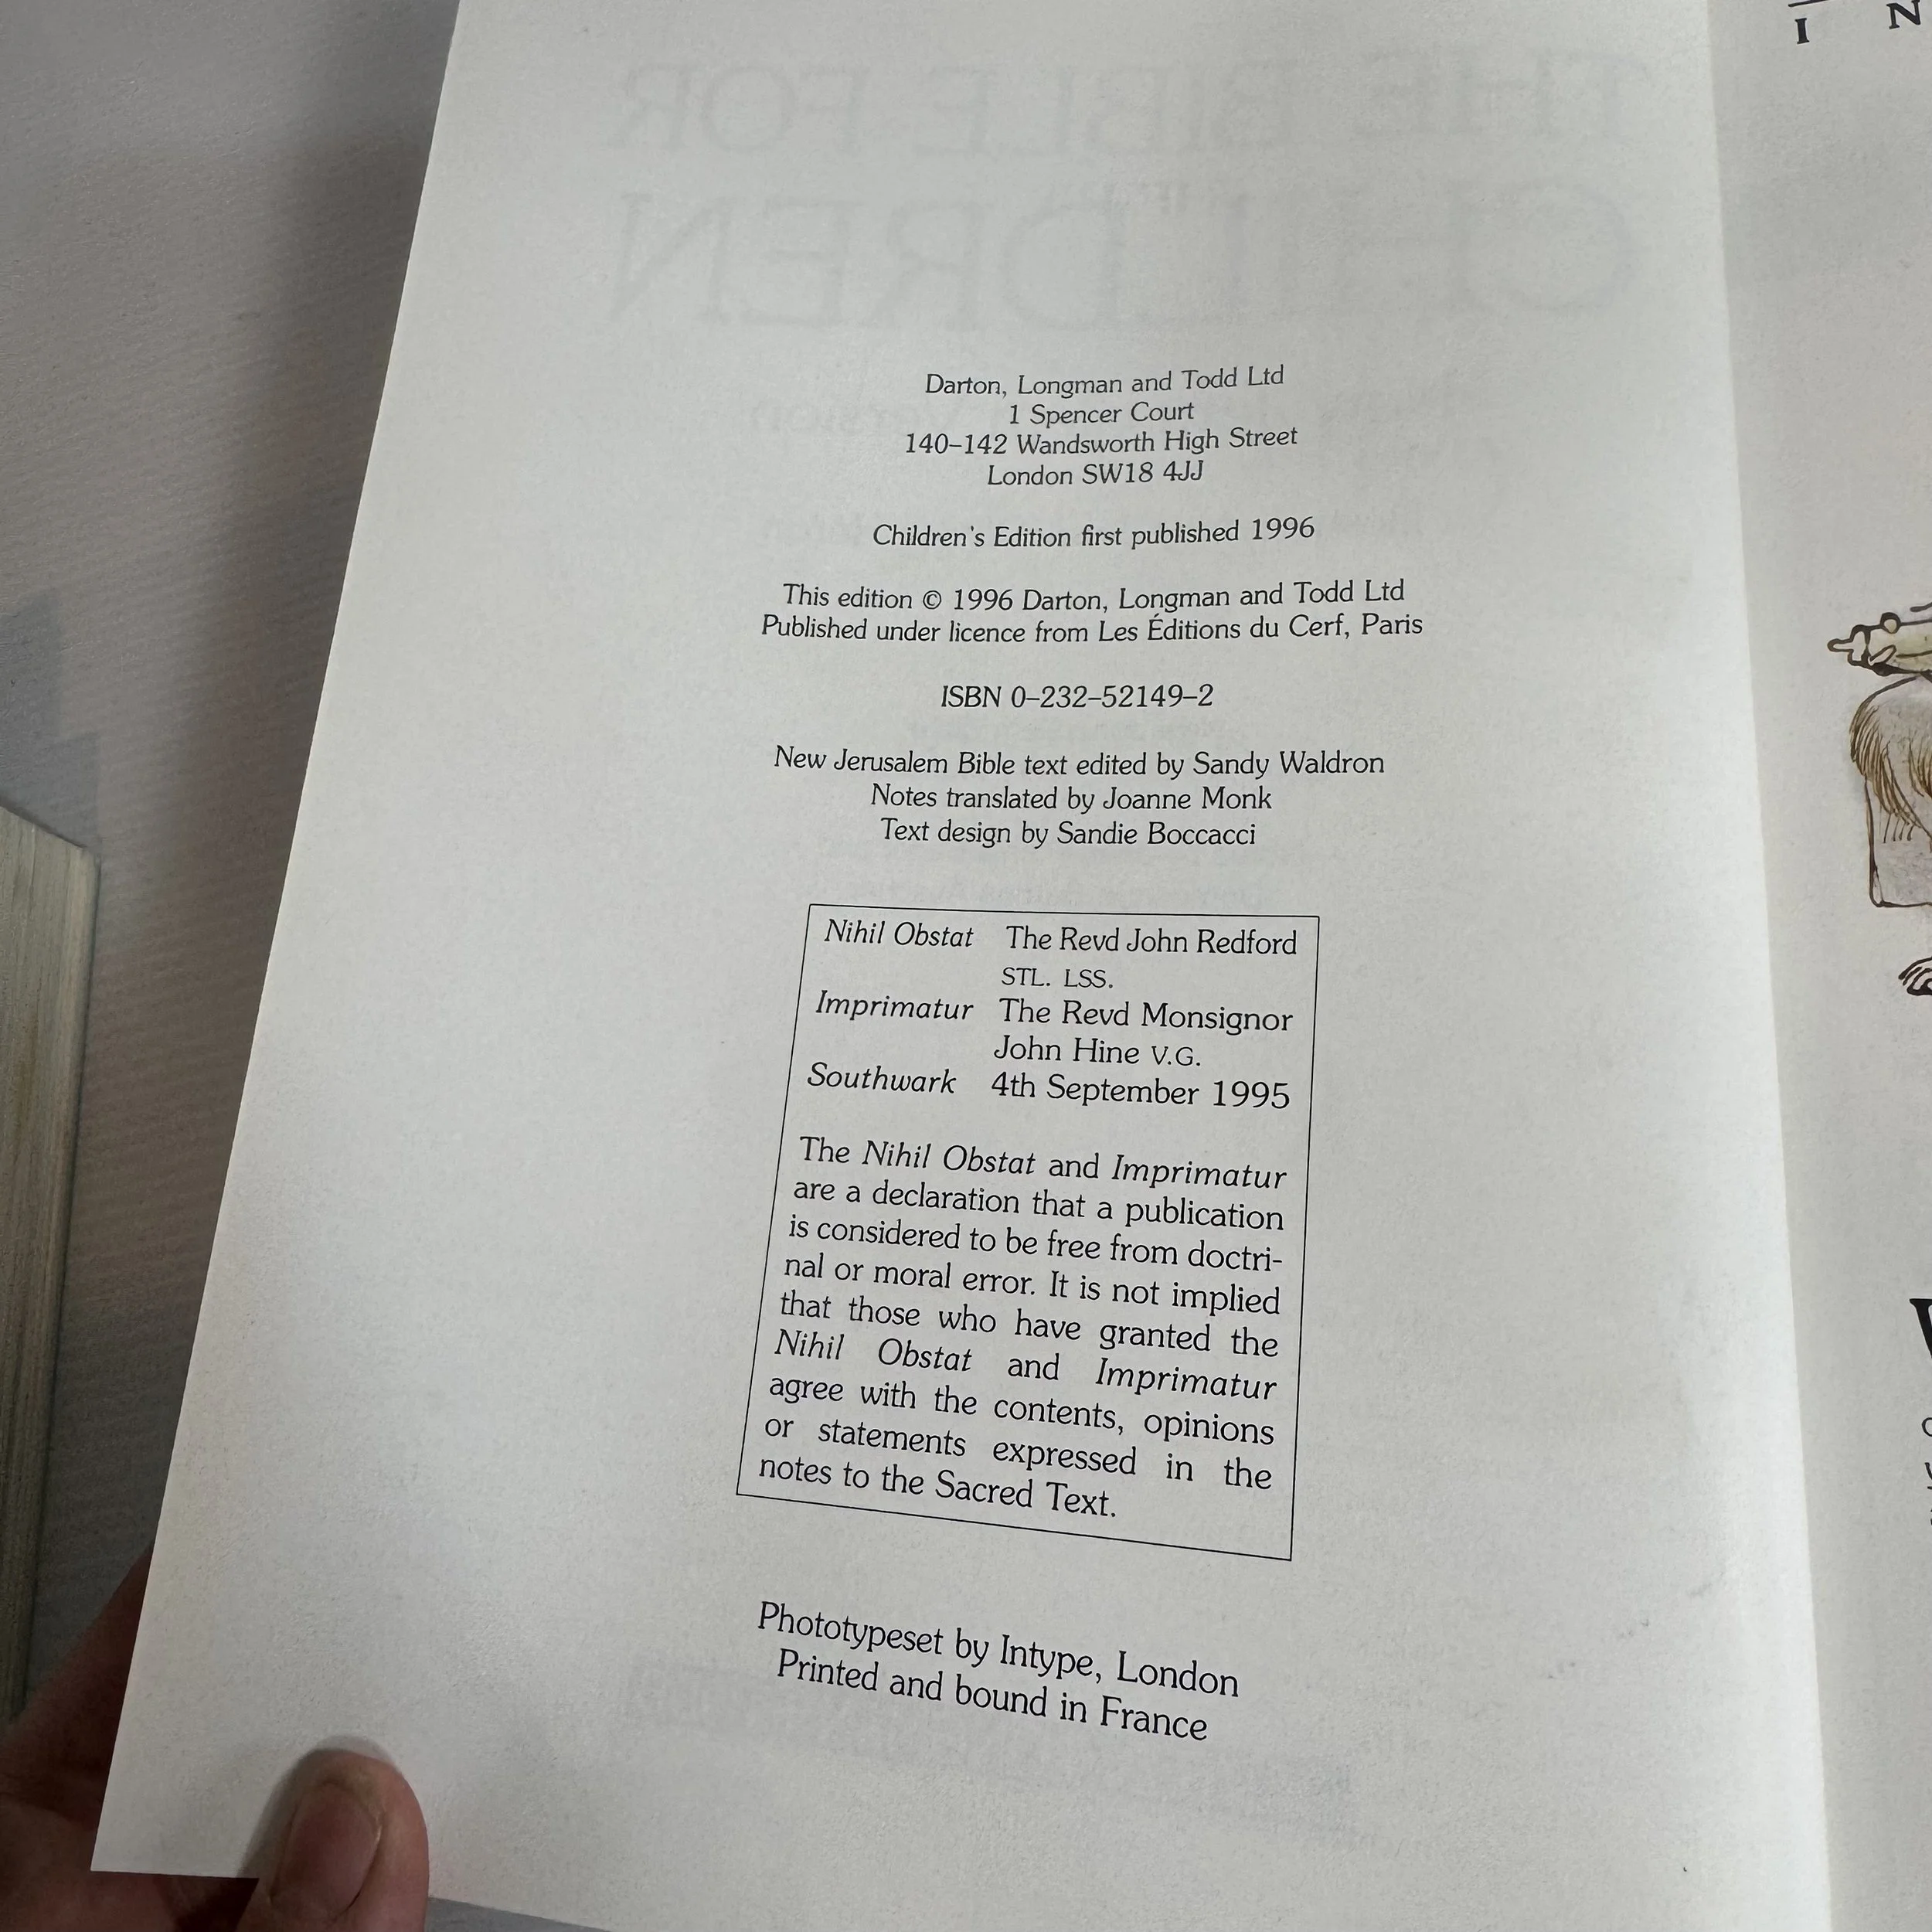 THE BIBLE FOR
CHILDREN
Darton, Longman and Todd Ltd
1 Spencer Court
140–142 Wandsworth High Street
London SW18 4JJ
Children's Edition first published 1996
This edition © 1996 Darton, Longman and Todd Ltd
Published under licence from Les Éditions du Cerf, Paris
ISBN 0–232–52149–2
New Jerusalem Bible text edited by Sandy Waldron
Notes translated by Joanne Monk
Text design by Sandie Boccacci
Nihil Obstat The Revd John Redford
STL. LSS.
Imprimatur The Revd Monsignor
John Hine V.G.
Southwark 4th September 1995
The Nihil Obstat and Imprimatur
are a declaration that a publication
is considered to be free from doctri-
nal or moral error. It is not implied
that those who have granted the
Nihil Obstat and Imprimatur
agree with the contents, opinions
or statements expressed in the
notes to the Sacred Text.
Phototypeset by Intype, London
Printed and bound in France
I N